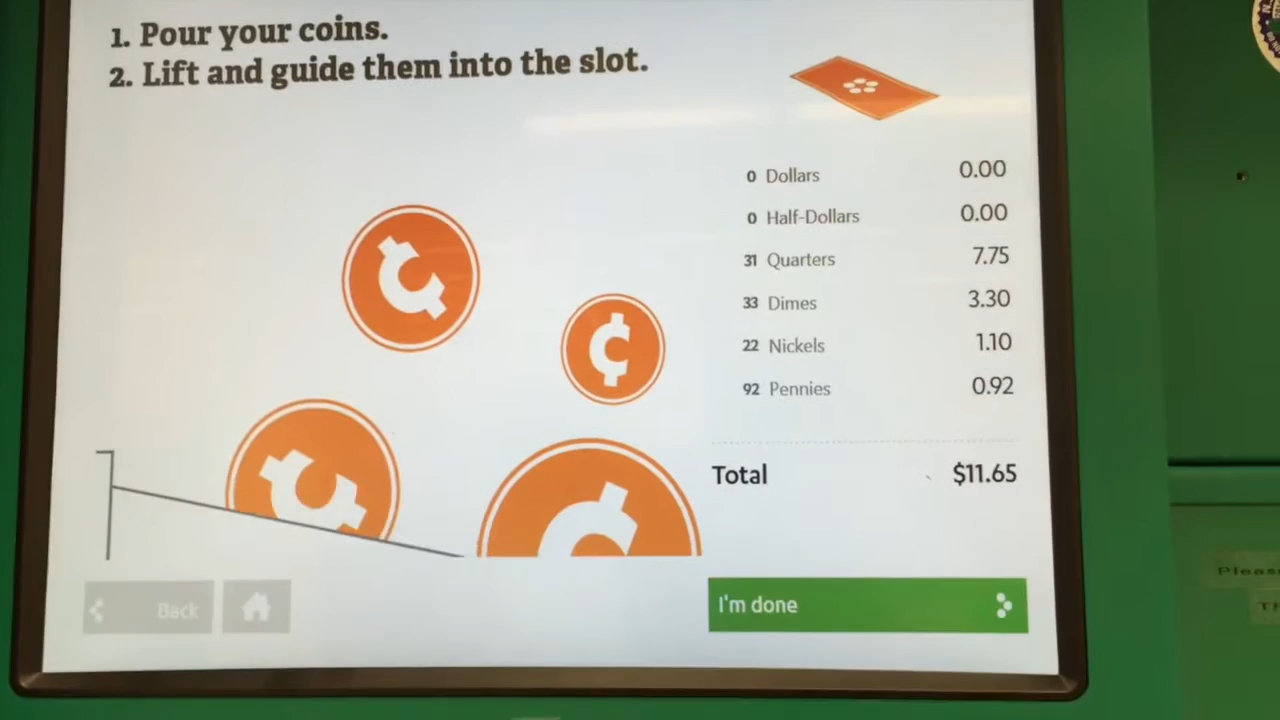 1. Pour your coins.
2. Lift and guide them into the slot.
0 Dollars 0.00
0 Half-Dollars 0.00
31 Quarters 7.75
33 Dimes 3.30
22 Nickels 1.10
92 Pennies 0.92
Total $11.65
Back
I'm done